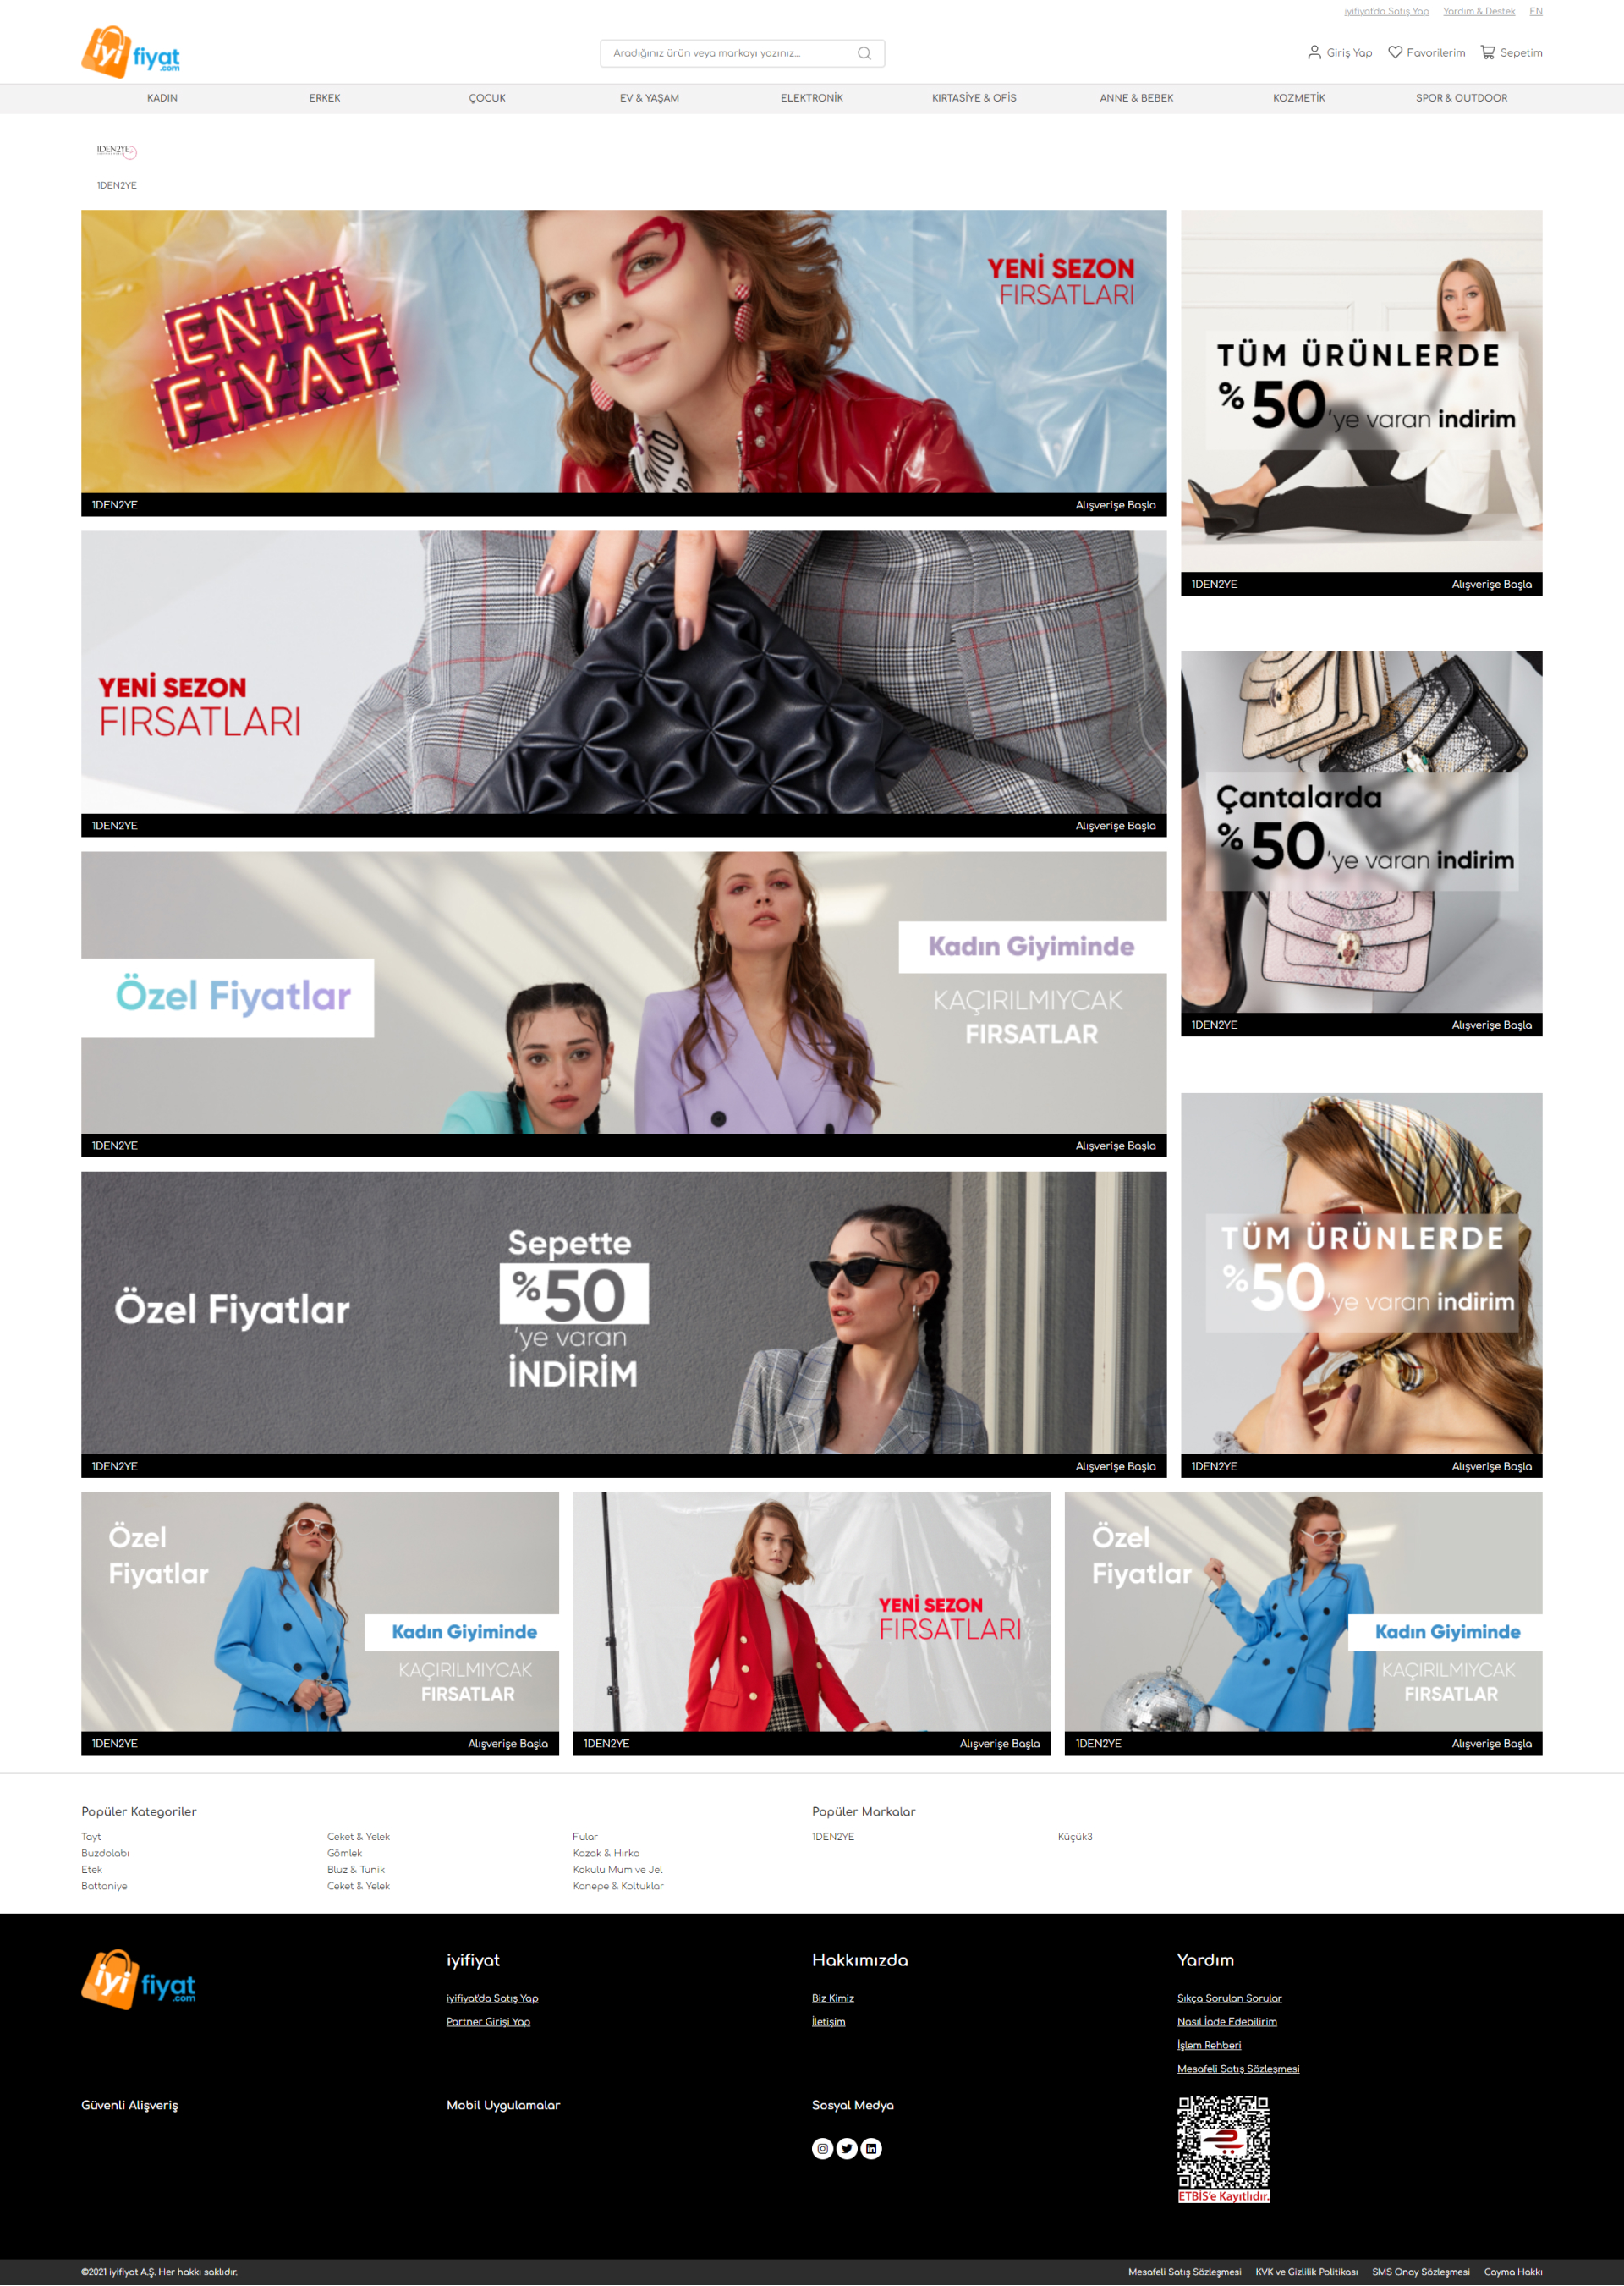 iyifiyat'da Satış Yap Yardım & Destek EN
iyi fiyat .com
Aradığınız ürün veya markayı yazınız...
Giriş Yap Favorilerim Sepetim
KADIN ERKEK ÇOCUK EV & YAŞAM ELEKTRONİK KIRTASİYE & OFİS ANNE & BEBEK KOZMETİK SPOR & OUTDOOR
1DEN2YE
1DEN2YE
ENİYİ
FİYAT
YENİ SEZON
FIRSATLARI
1DEN2YE Alışverişe Başla
TÜM ÜRÜNLERDE
%50'ye varan indirim
1DEN2YE Alışverişe Başla
YENİ SEZON
FIRSATLARI
1DEN2YE Alışverişe Başla
Çantalarda
%50'ye varan indirim
1DEN2YE Alışverişe Başla
Özel Fiyatlar
Kadın Giyiminde
KAÇIRILMIYCAK
FIRSATLAR
1DEN2YE Alışverişe Başla
TÜM ÜRÜNLERDE
%50'ye varan indirim
1DEN2YE Alışverişe Başla
Özel Fiyatlar
Sepette
%50
'ye varan
İNDİRİM
1DEN2YE Alışverişe Başla
Özel
Fiyatlar
Kadın Giyiminde
KAÇIRILMIYCAK
FIRSATLAR
1DEN2YE Alışverişe Başla
YENİ SEZON
FIRSATLARI
1DEN2YE Alışverişe Başla
Özel
Fiyatlar
Kadın Giyiminde
KAÇIRILMIYCAK
FIRSATLAR
1DEN2YE Alışverişe Başla
Popüler Kategoriler
Tayt Ceket & Yelek Fular
Buzdolabı Gömlek Kazak & Hırka
Etek Bluz & Tunik Kokulu Mum ve Jel
Battaniye Ceket & Yelek Kanepe & Koltuklar
Popüler Markalar
1DEN2YE Küçük3
iyi fiyat .com
iyifiyat
iyifiyat'da Satış Yap
Partner Girişi Yap
Hakkımızda
Biz Kimiz
İletişim
Yardım
Sıkça Sorulan Sorular
Nasıl İade Edebilirim
İşlem Rehberi
Mesafeli Satış Sözleşmesi
Güvenli Alişveriş
Mobil Uygulamalar
Sosyal Medya
ETBİS'e Kayıtlıdır.
©2021 iyifiyat A.Ş. Her hakkı saklıdır.
Mesafeli Satış Sözleşmesi KVK ve Gizlilik Politikası SMS Onay Sözleşmesi Cayma Hakkı